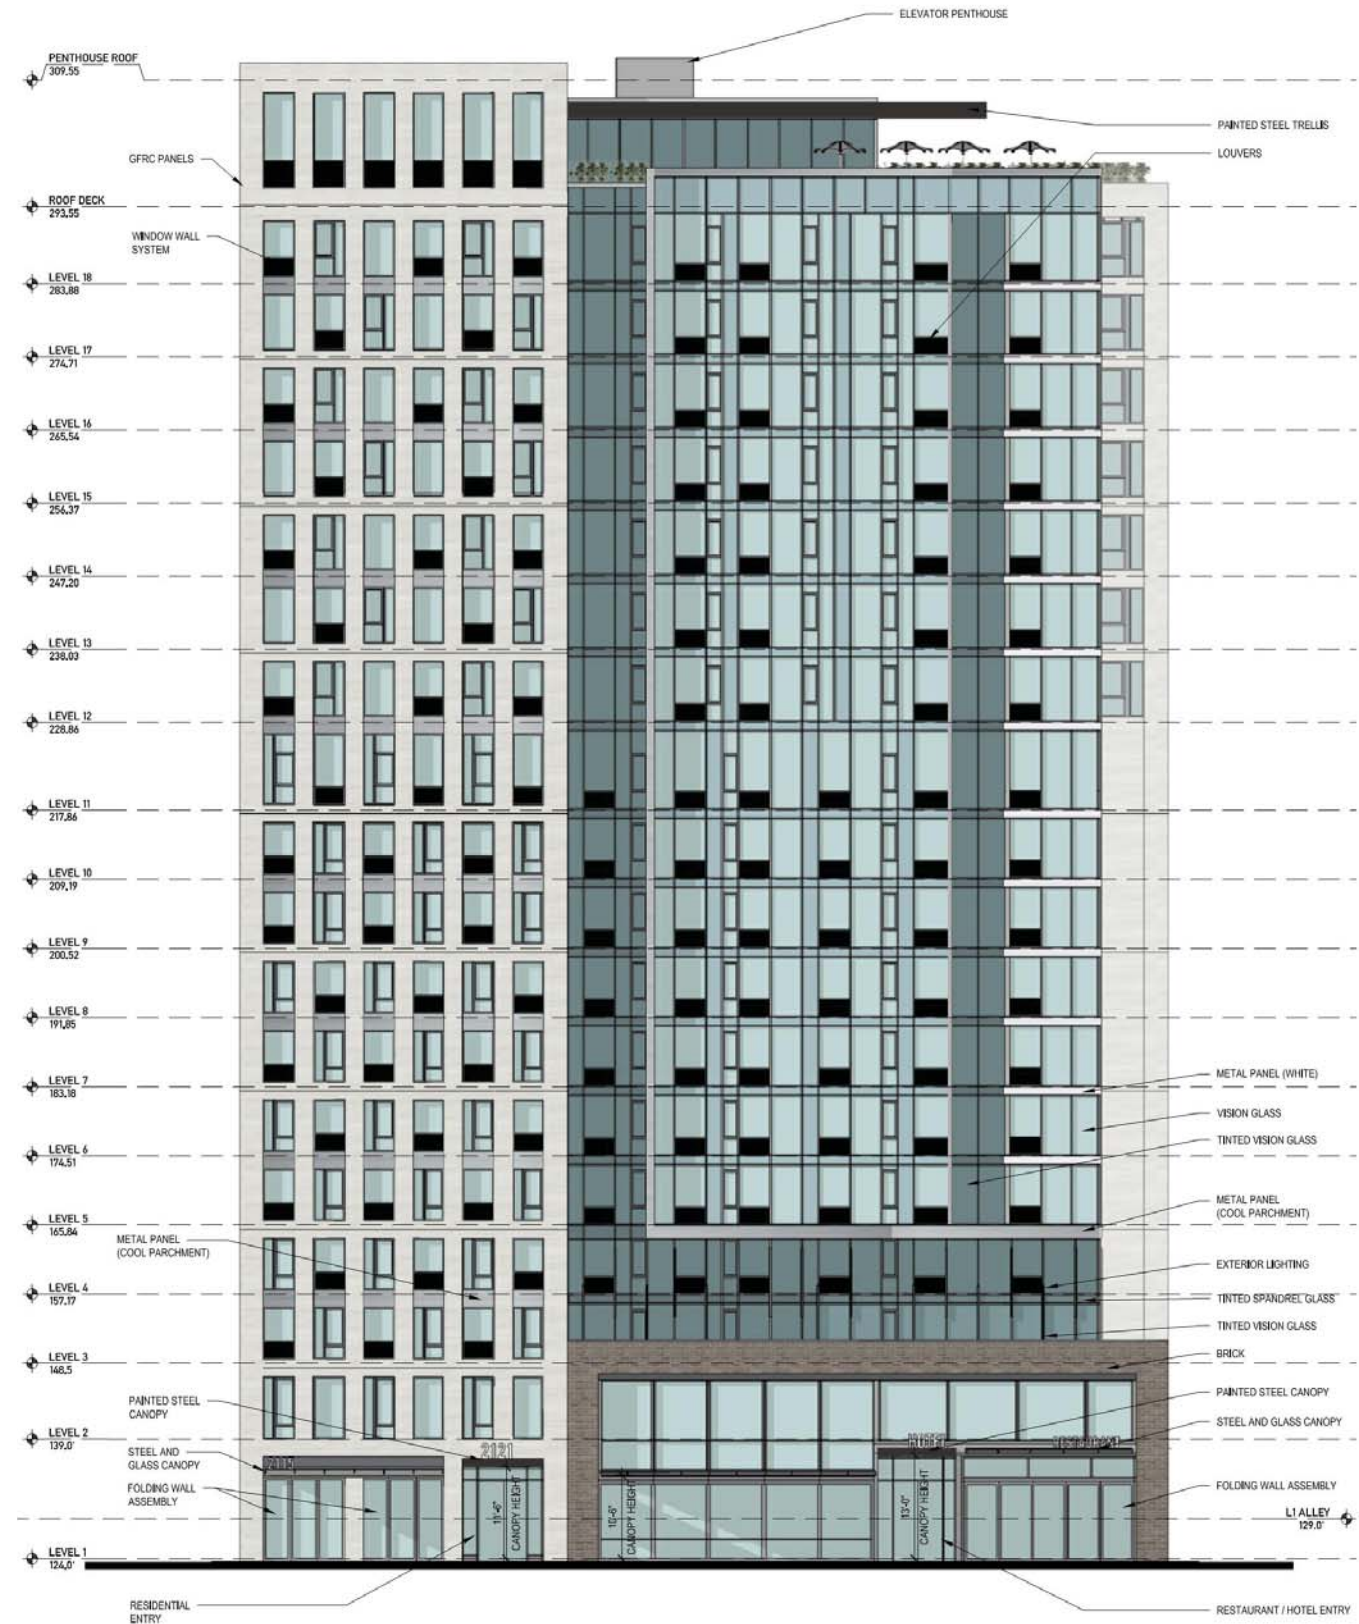 ELEVATOR PENTHOUSE
PENTHOUSE ROOF
309.55
PAINTED STEEL TRELLIS
LOUVERS
GFRC PANELS
ROOF DECK
293.55
WINDOW WALL
SYSTEM
LEVEL 18
283.88
LEVEL 17
274.71
LEVEL 16
265.54
LEVEL 15
256.37
LEVEL 14
247.20
LEVEL 13
238.03
LEVEL 12
228.86
LEVEL 11
217.86
LEVEL 10
209.19
LEVEL 9
200.52
LEVEL 8
191.85
LEVEL 7
183.18
METAL PANEL (WHITE)
VISION GLASS
TINTED VISION GLASS
LEVEL 6
174.51
METAL PANEL
(COOL PARCHMENT)
LEVEL 5
165.84
METAL PANEL
(COOL PARCHMENT)
EXTERIOR LIGHTING
LEVEL 4
157.17
TINTED SPANDREL GLASS
TINTED VISION GLASS
BRICK
LEVEL 3
148.5
PAINTED STEEL CANOPY
PAINTED STEEL
CANOPY
STEEL AND GLASS CANOPY
LEVEL 2
139.0'
HOTEL
RESTAURANT
2121
STEEL AND
GLASS CANOPY
2115
FOLDING WALL
ASSEMBLY
FOLDING WALL ASSEMBLY
11'-6"
CANOPY HEIGHT
10'-6"
CANOPY HEIGHT
13'-0"
CANOPY HEIGHT
L1 ALLEY
129.0'
LEVEL 1
124.0'
RESIDENTIAL
ENTRY
RESTAURANT / HOTEL ENTRY